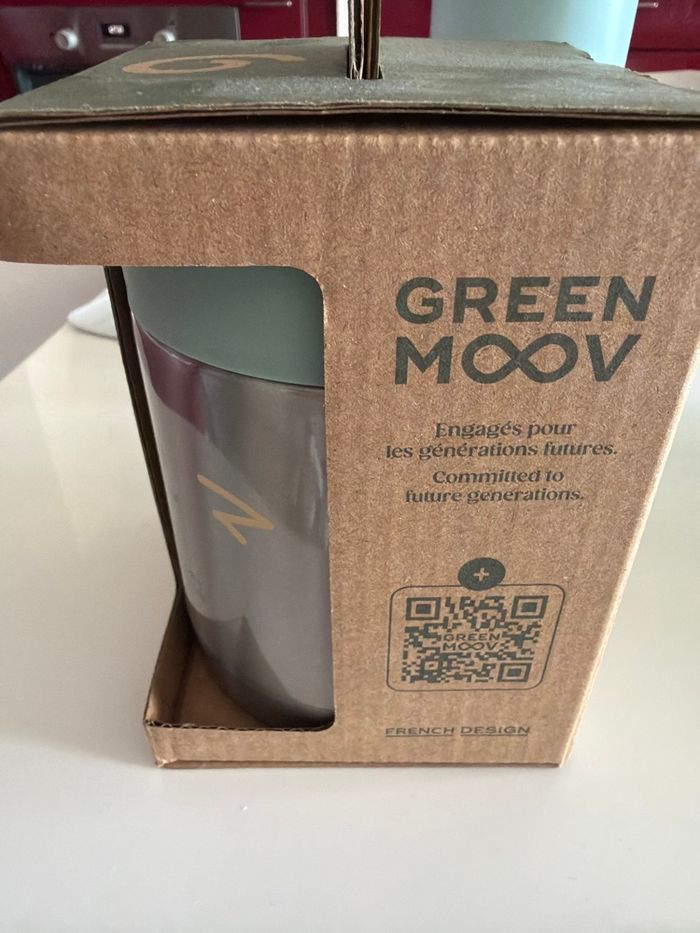 G
GREEN
MOOV
Engagés pour
les générations futures.
Committed to
future generations.
N
+
GREEN
MOOV
FRENCH DESIGN